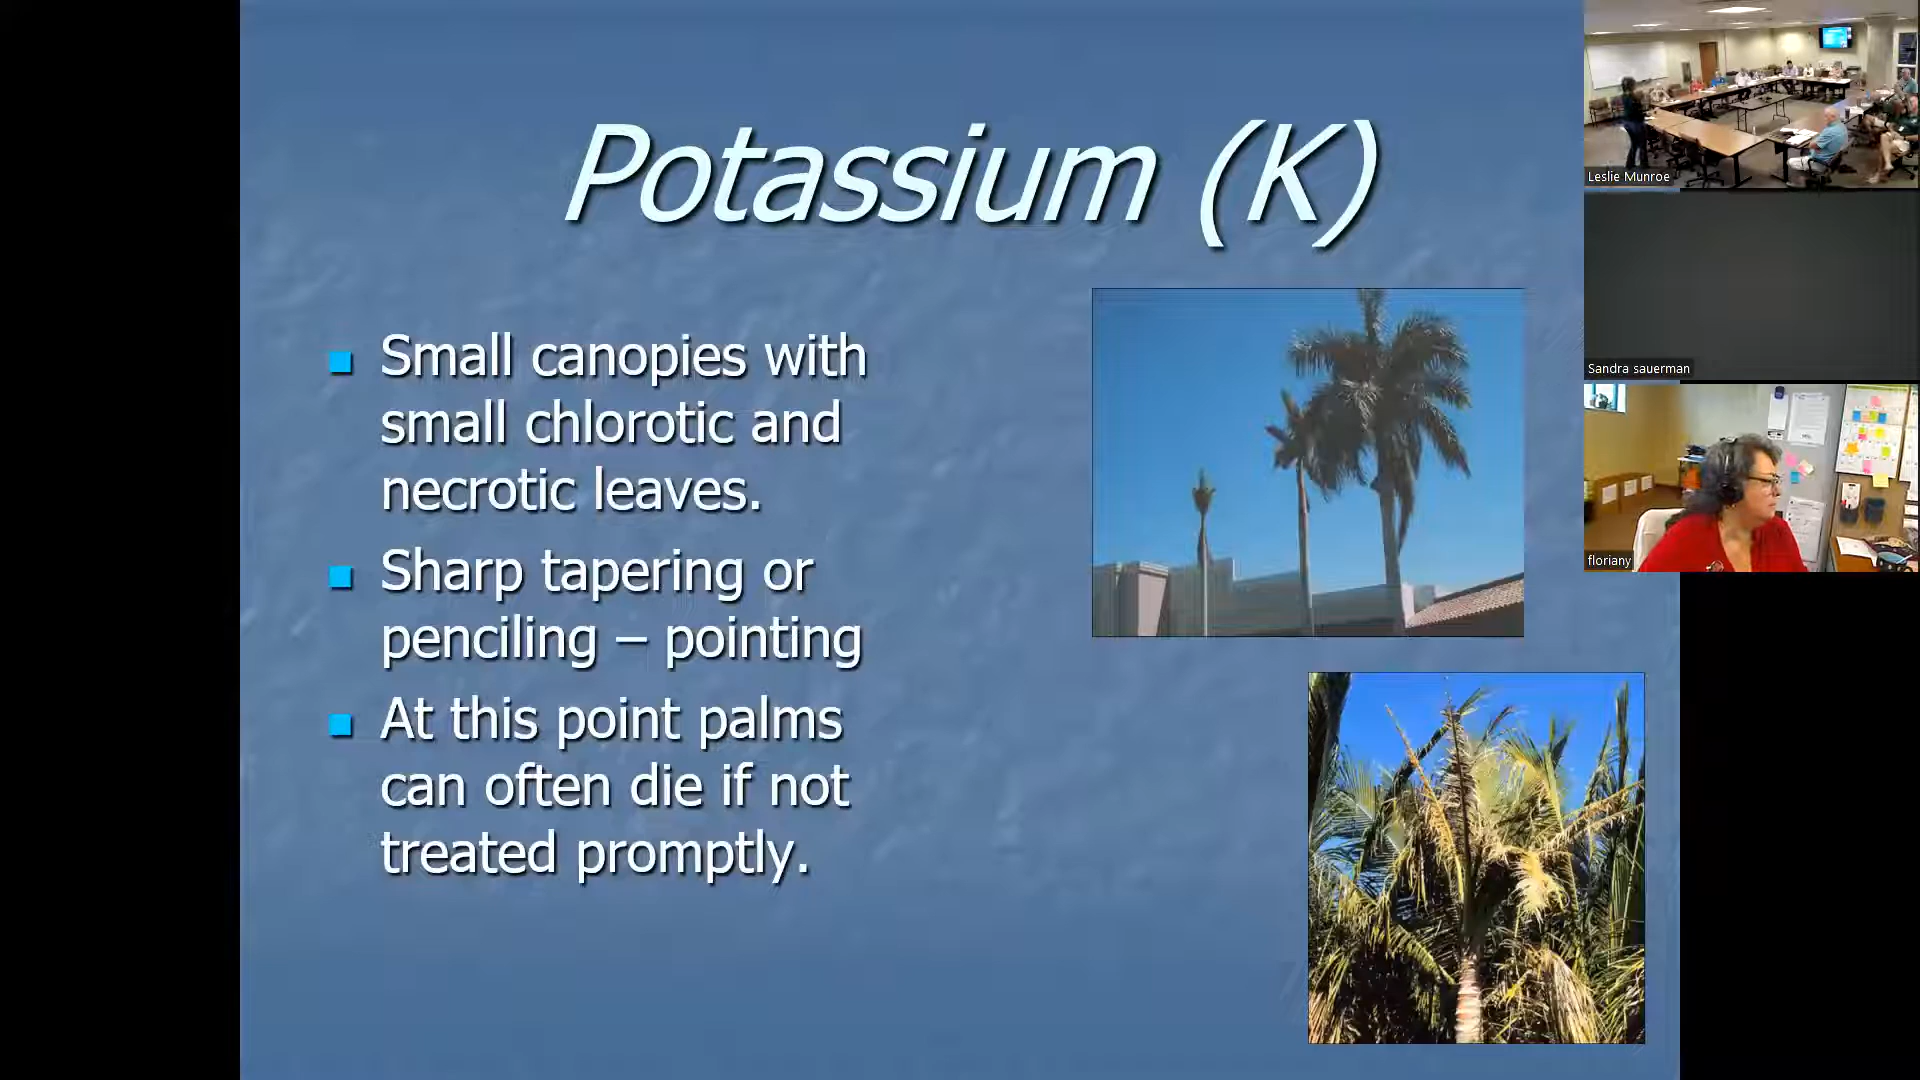 Potassium (K)
Small canopies with
small chlorotic and
necrotic leaves.
Sharp tapering or
penciling – pointing
At this point palms
can often die if not
treated promptly.
Leslie Munroe
Sandra sauerman
floriany